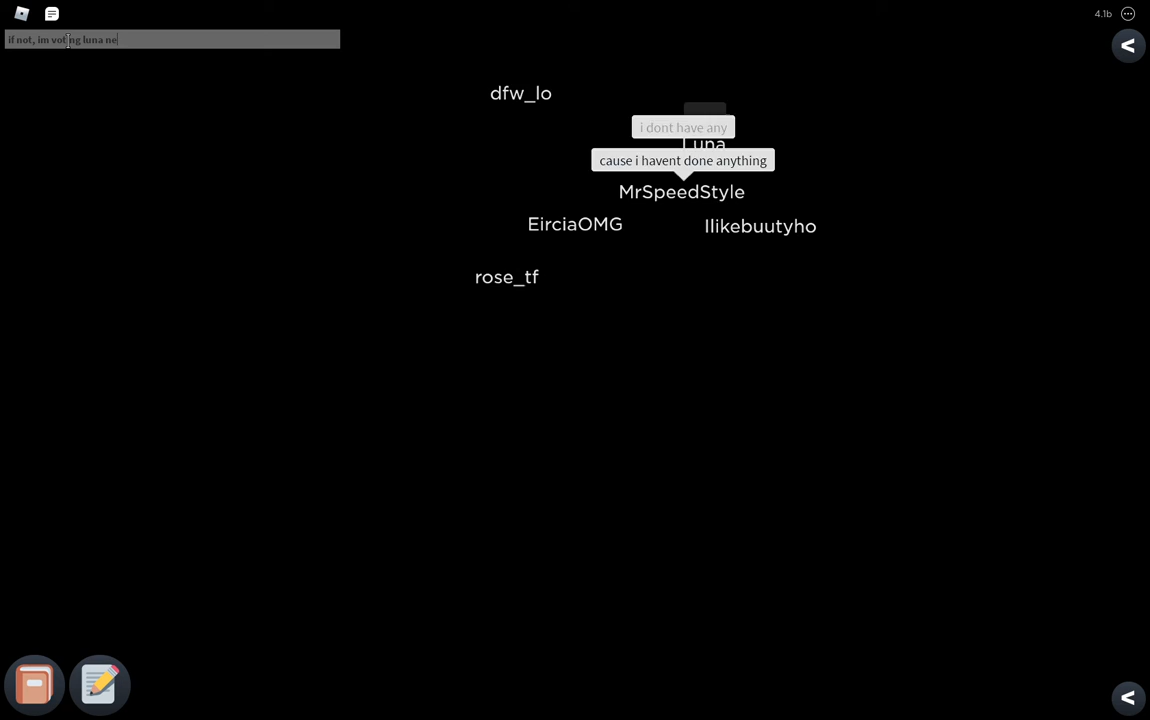 4.1b
if not, im voting luna ne
dfw_lo
i dont have any
Luna
cause i havent done anything
MrSpeedStyle
EirciaOMG
Ilikebuutyho
rose_tf